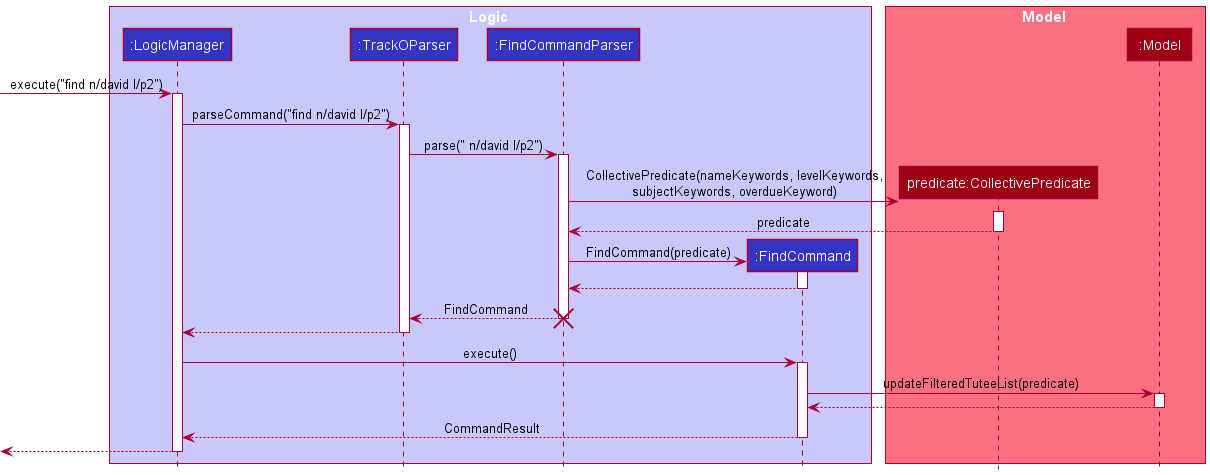 Logic
Model
:LogicManager
:TrackOParser
:FindCommandParser
:Model
execute("find n/david l/p2")
parseCommand("find n/david l/p2")
parse(" n/david l/p2")
CollectivePredicate(nameKeywords, levelKeywords,
subjectKeywords, overdueKeyword)
predicate:CollectivePredicate
predicate
FindCommand(predicate)
:FindCommand
FindCommand
execute()
updateFilteredTuteeList(predicate)
CommandResult